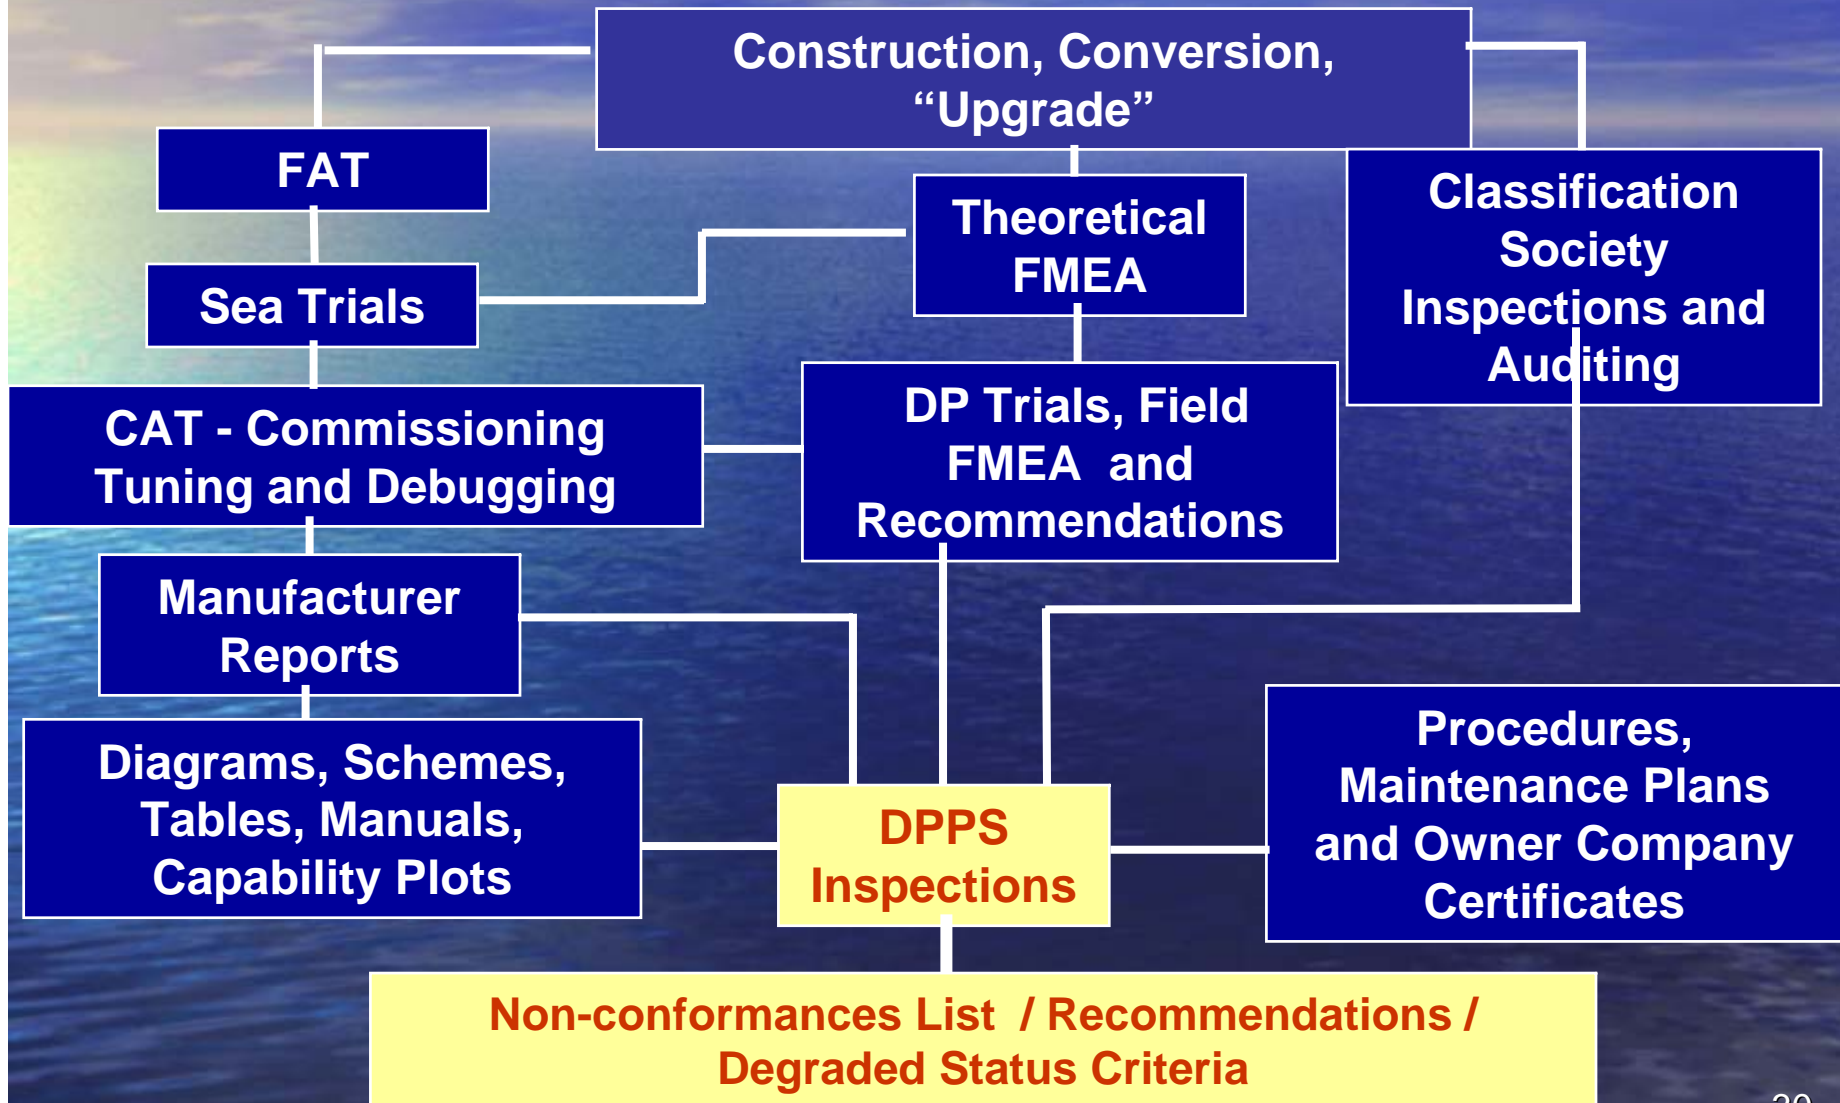 Construction, Conversion,
“Upgrade”
FAT
Theoretical
FMEA
Classification
Society
Inspections and
Auditing
Sea Trials
CAT - Commissioning
Tuning and Debugging
DP Trials, Field
FMEA and
Recommendations
Manufacturer
Reports
Diagrams, Schemes,
Tables, Manuals,
Capability Plots
DPPS
Inspections
Procedures,
Maintenance Plans
and Owner Company
Certificates
Non-conformances List / Recommendations /
Degraded Status Criteria